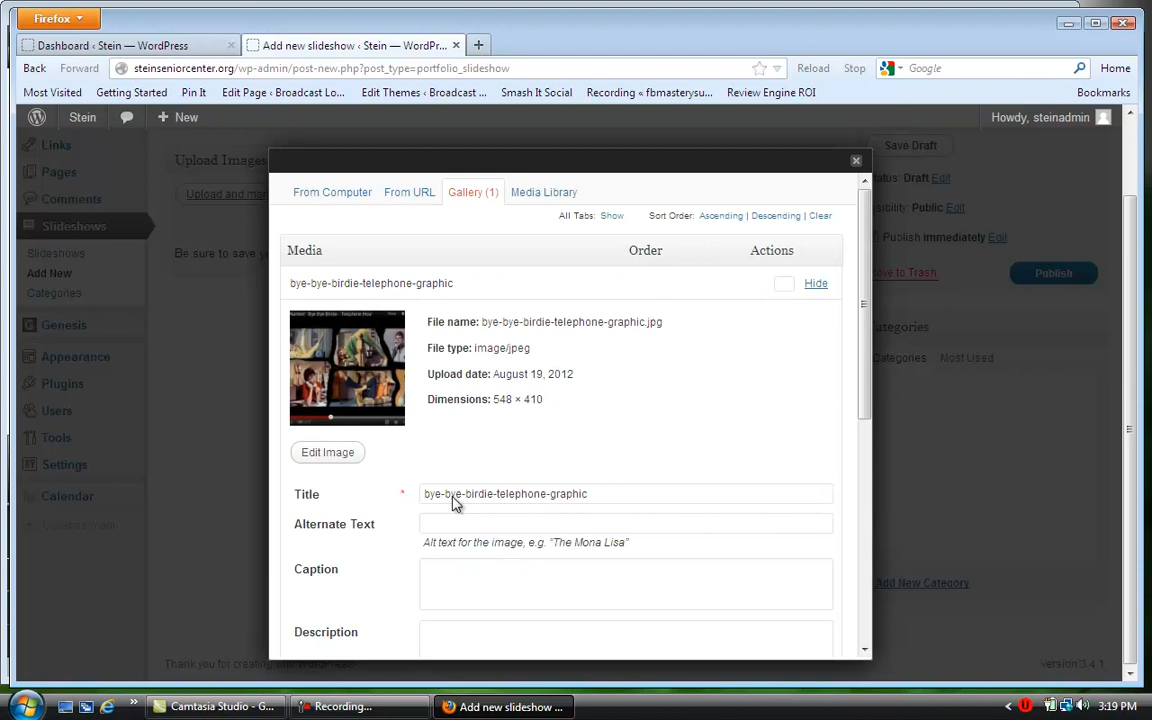 Firefox
Dashboard ‹ Stein — WordPress
Add new slideshow ‹ Stein — WordPr...
Back
Forward
steinseniorcenter.org/wp-admin/post-new.php?post_type=portfolio_slideshow
Reload
Stop
Google
Home
Most Visited
Getting Started
Pin It
Edit Page ‹ Broadcast Lo...
Edit Themes ‹ Broadcast ...
Smash It Social
Recording « fbmasterysu...
Review Engine ROI
Bookmarks
Stein
New
Howdy, steinadmin
Links
Pages
Comments
Slideshows
Slideshows
Add New
Categories
Genesis
Appearance
Plugins
Users
Tools
Settings
Calendar
Upload Images
Upload and man
Be sure to save yo
From Computer
From URL
Gallery (1)
Media Library
All Tabs: Show
Sort Order: Ascending | Descending | Clear
Media
Order
Actions
bye-bye-birdie-telephone-graphic
Hide
File name: bye-bye-birdie-telephone-graphic.jpg
File type: image/jpeg
Upload date: August 19, 2012
Dimensions: 548 × 410
Edit Image
Title *
bye-bye-birdie-telephone-graphic
Alternate Text
Alt text for the image, e.g. “The Mona Lisa”
Caption
Description
Save Draft
tatus: Draft Edit
sibility: Public Edit
Publish immediately Edit
ove to Trash
Publish
ategories
Categories
Most Used
Add New Category
Thank you for creating
Version 3.4.1
Camtasia Studio - G...
Recording...
Add new slideshow ...
3:19 PM